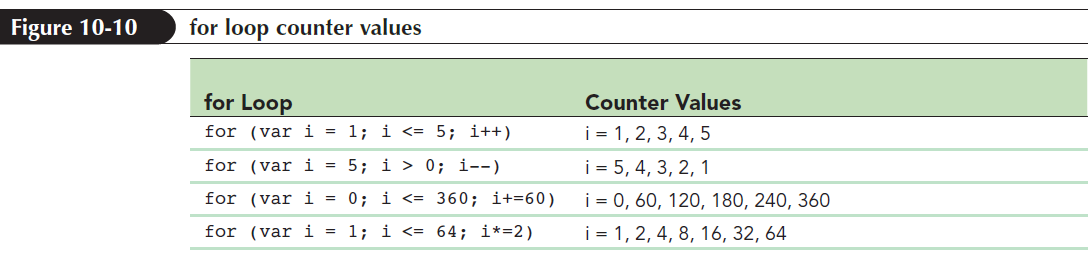 Figure 10-10 for loop counter values
for Loop Counter Values
for (var i = 1; i <= 5; i++) i = 1, 2, 3, 4, 5
for (var i = 5; i > 0; i--) i = 5, 4, 3, 2, 1
for (var i = 0; i <= 360; i+=60) i = 0, 60, 120, 180, 240, 360
for (var i = 1; i <= 64; i*=2) i = 1, 2, 4, 8, 16, 32, 64